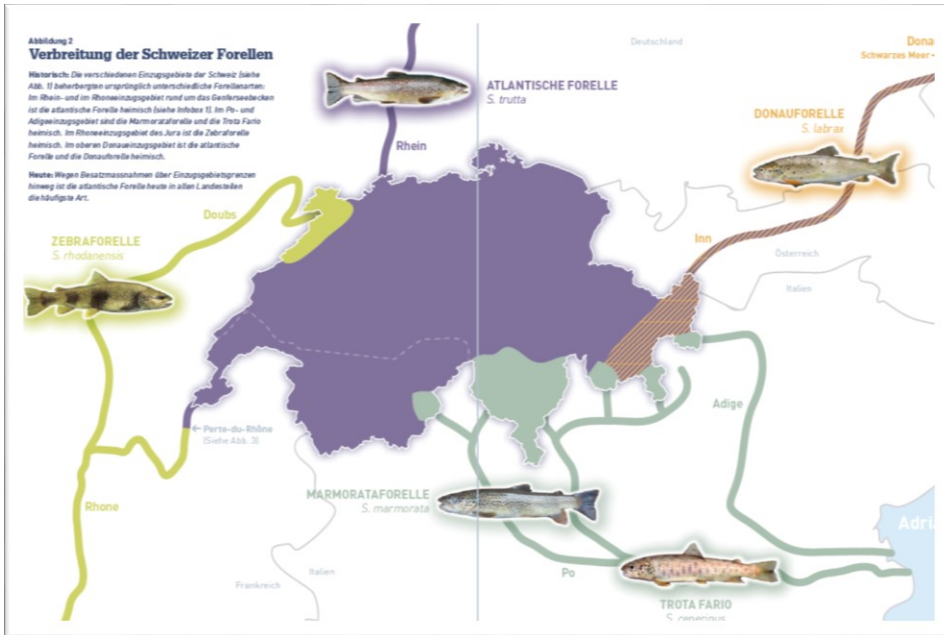 Abbildung 2
Verbreitung der Schweizer Forellen
Historisch: Die verschiedenen Einzugsgebiete der Schweiz (siehe
Abb. 1) beherbergten ursprünglich unterschiedliche Forellenarten:
Im Rhein- und im Rhoneeinzugsgebiet rund um das Genferseebecken
ist die atlantische Forelle heimisch (siehe Infobox 1). Im Po- und
Adigeeinzugsgebiet sind die Marmorataforelle und die Trota Fario
heimisch. Im Rhoneeinzugsgebiet des Jura ist die Zebraforelle
heimisch. Im oberen Donaueinzugsgebiet ist die atlantische
Forelle und die Donauforelle heimisch.
Heute: Wegen Besatzmassnahmen über Einzugsgebietsgrenzen
hinweg ist die atlantische Forelle heute in allen Landesteilen
die häufigste Art.
Deutschland
Dona
Schwarzes Meer
ATLANTISCHE FORELLE
S. trutta
DONAUFORELLE
S. labrax
Rhein
Doubs
ZEBRAFORELLE
S. rhodanensis
Inn
Österreich
Italien
Adige
Perte-du-Rhône
(Siehe Abb. 3)
Rhone
MARMORATAFORELLE
S. marmorata
Adria
Frankreich
Italien
Po
TROTA FARIO
S. cenerinus